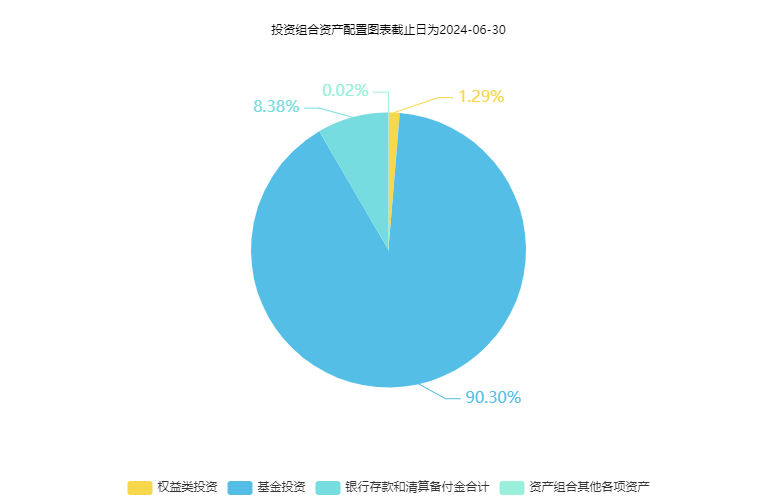 投资组合资产配置图表截止日为2024-06-30
0.02%
1.29%
8.38%
90.30%
权益类投资 基金投资 银行存款和清算备付金合计 资产组合其他各项资产